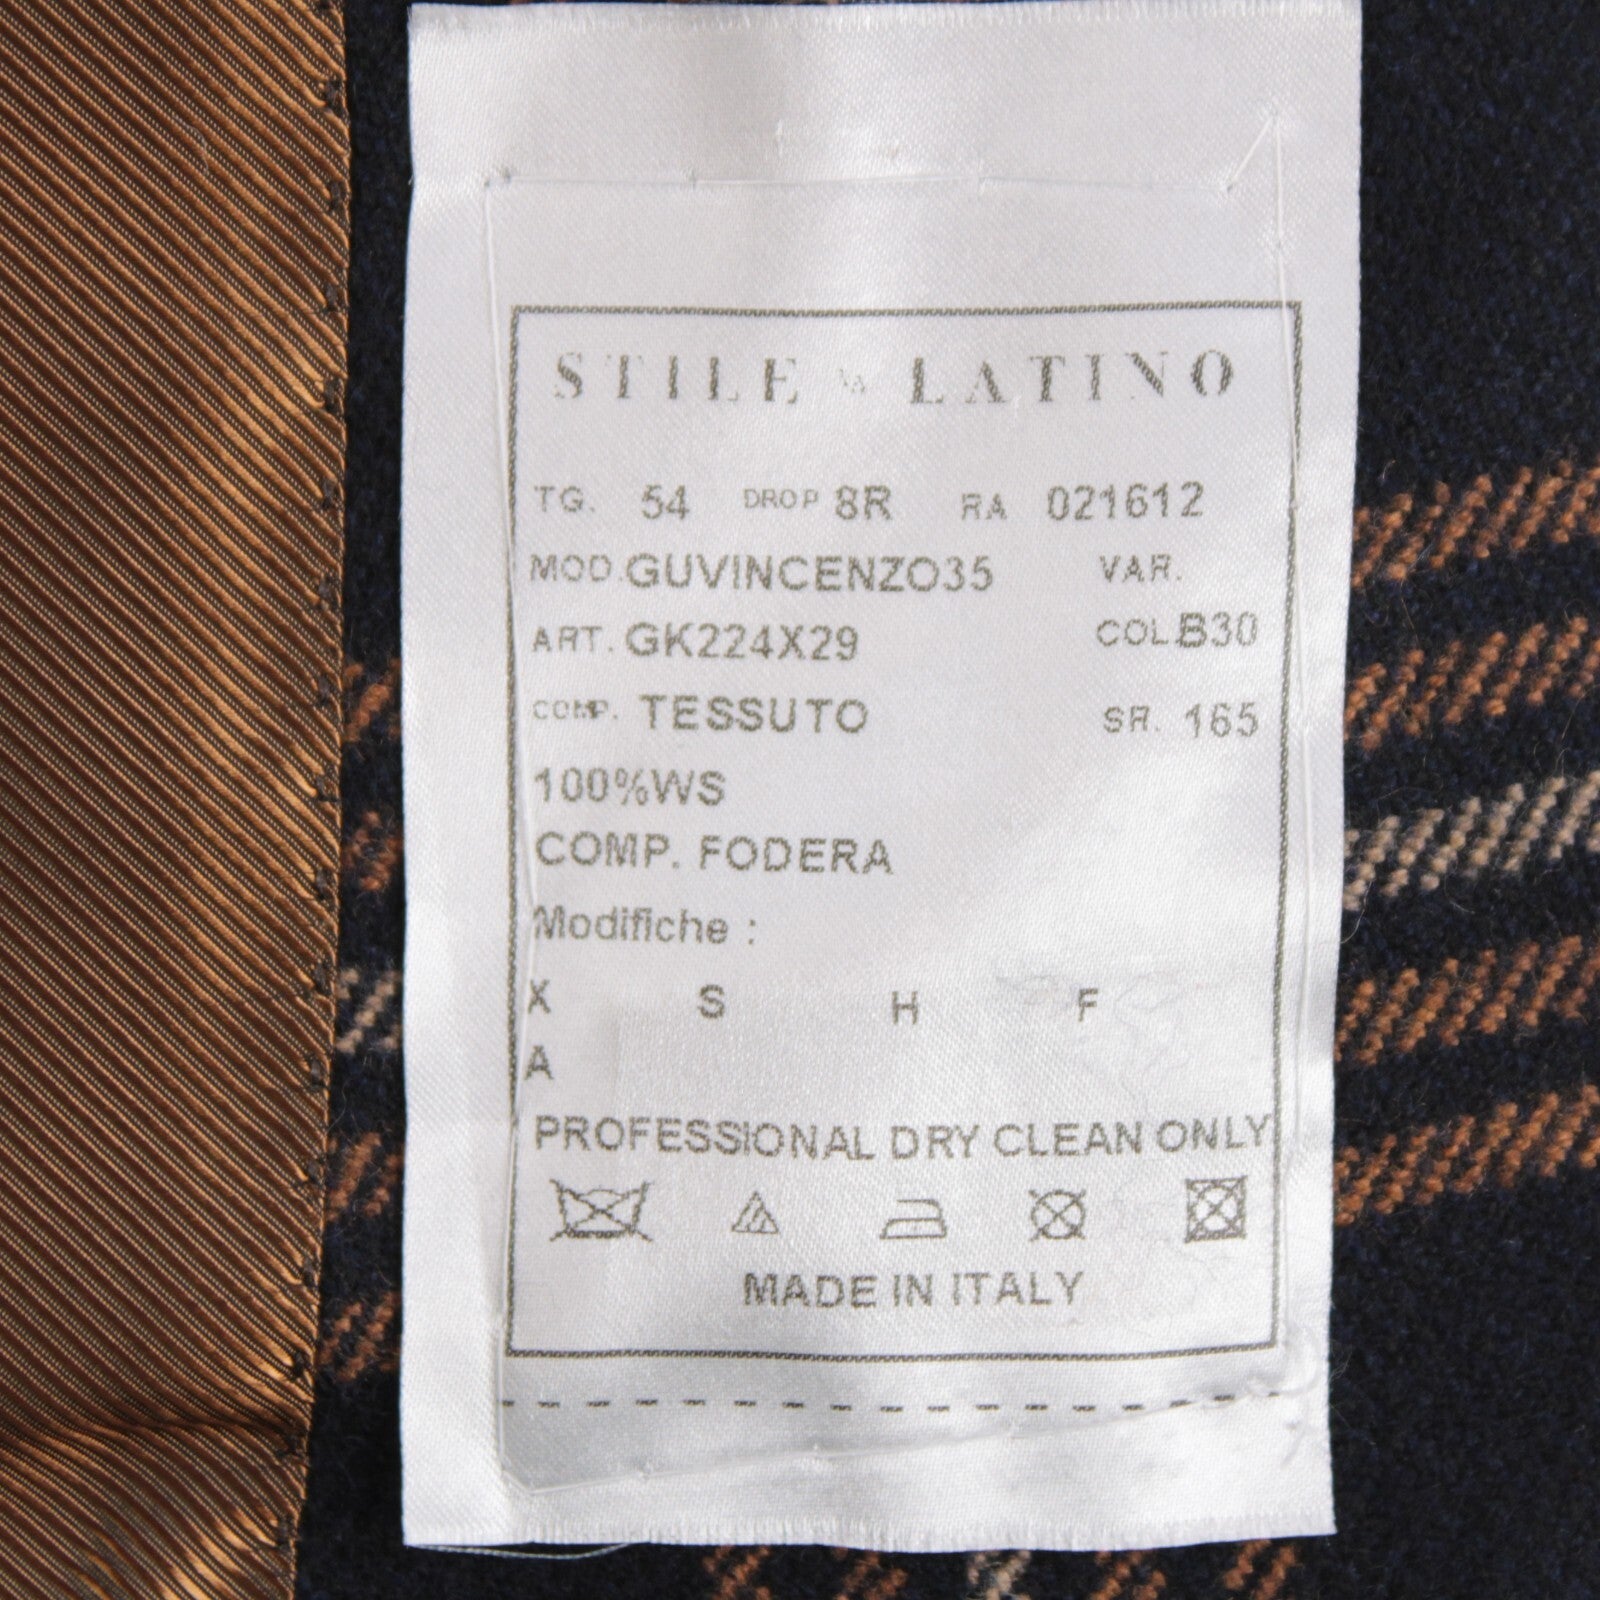 STILE LATINO
TG. 54 DROP 8R RA 021612
MOD. GUVINCENZO35 VAR.
ART. GK224X29 COL. B30
COMP. TESSUTO SR. 165
100%WS
COMP. FODERA
Modifiche :
X S H F
A
PROFESSIONAL DRY CLEAN ONLY
MADE IN ITALY